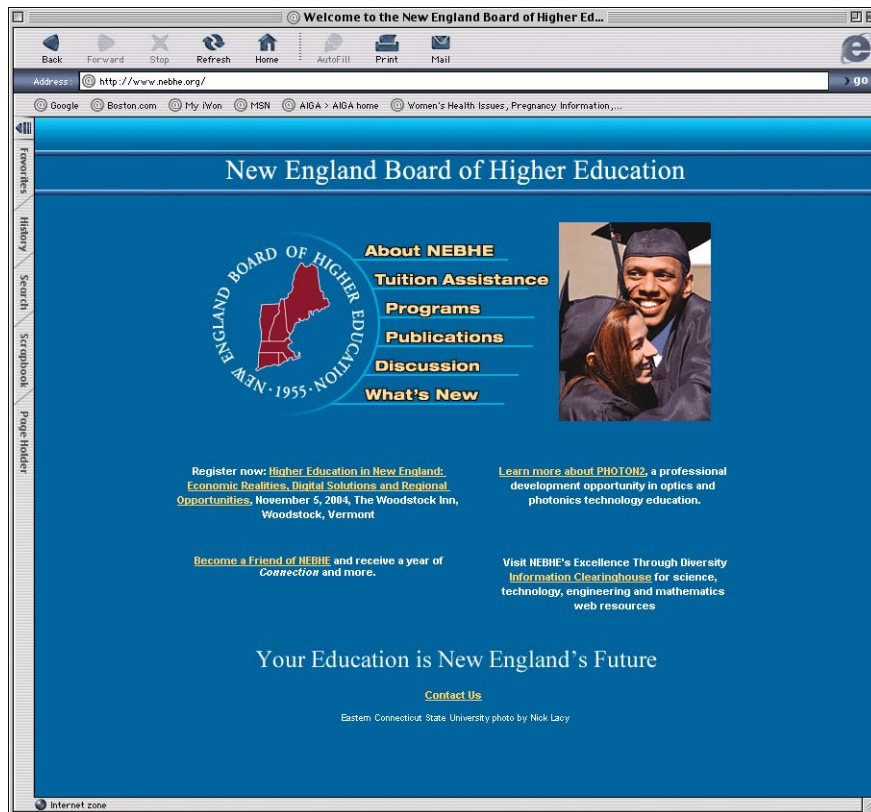 Welcome to the New England Board of Higher Ed...
Back Forward Stop Refresh Home AutoFill Print Mail
Address: http://www.nebhe.org/ go
Google Boston.com My iWon MSN AIGA > AIGA home Women's Health Issues, Pregnancy Information,...
Favorites
History
Search
Scrapbook
Page Holder
New England Board of Higher Education
NEW ENGLAND BOARD OF HIGHER EDUCATION · 1955 ·
About NEBHE
Tuition Assistance
Programs
Publications
Discussion
What's New
Register now: Higher Education in New England:
Economic Realities, Digital Solutions and Regional
Opportunities, November 5, 2004, The Woodstock Inn,
Woodstock, Vermont
Learn more about PHOTON2, a professional
development opportunity in optics and
photonics technology education.
Become a Friend of NEBHE and receive a year of
Connection and more.
Visit NEBHE's Excellence Through Diversity
Information Clearinghouse for science,
technology, engineering and mathematics
web resources
Your Education is New England's Future
Contact Us
Eastern Connecticut State University photo by Nick Lacy
Internet zone